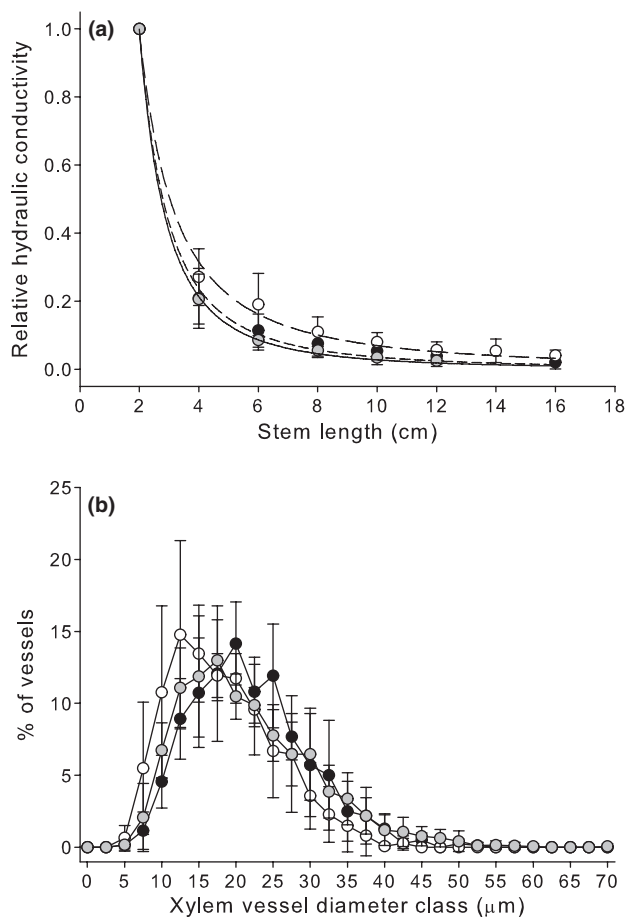 (a)
Relative hydraulic conductivity
1.0
0.8
0.6
0.4
0.2
0.0
0 2 4 6 8 10 12 14 16 18
Stem length (cm)
(b)
% of vessels
25
20
15
10
5
0
0 5 10 15 20 25 30 35 40 45 50 55 60 65 70
Xylem vessel diameter class (μm)